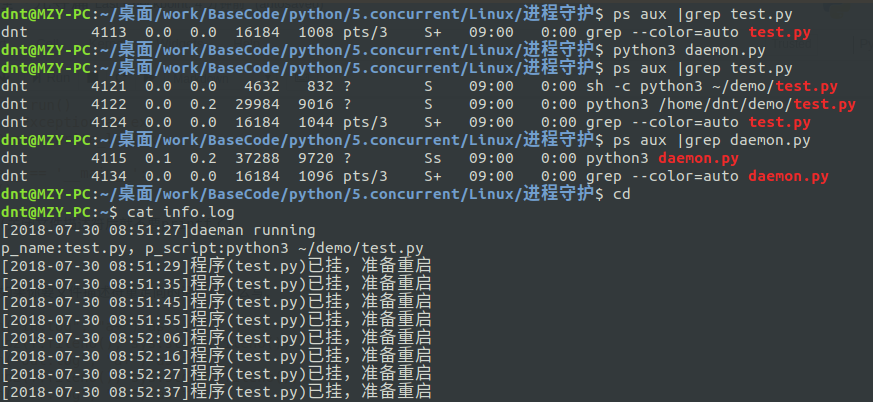 dnt@MZY-PC:~/桌面/work/BaseCode/python/5.concurrent/Linux/进程守护$ ps aux |grep test.py
dnt       4113  0.0  0.0  16184  1008 pts/3    S+   09:00   0:00 grep --color=auto test.py
dnt@MZY-PC:~/桌面/work/BaseCode/python/5.concurrent/Linux/进程守护$ python3 daemon.py
dnt@MZY-PC:~/桌面/work/BaseCode/python/5.concurrent/Linux/进程守护$ ps aux |grep test.py
dnt       4121  0.0  0.0   4632   832 ?        S    09:00   0:00 sh -c python3 ~/demo/test.py
dnt       4122  0.0  0.2  29984  9016 ?        S    09:00   0:00 python3 /home/dnt/demo/test.py
dnt       4124  0.0  0.0  16184  1044 pts/3    S+   09:00   0:00 grep --color=auto test.py
dnt@MZY-PC:~/桌面/work/BaseCode/python/5.concurrent/Linux/进程守护$ ps aux |grep daemon.py
dnt       4115  0.1  0.2  37288  9720 ?        Ss   09:00   0:00 python3 daemon.py
dnt       4134  0.0  0.0  16184  1096 pts/3    S+   09:00   0:00 grep --color=auto daemon.py
dnt@MZY-PC:~/桌面/work/BaseCode/python/5.concurrent/Linux/进程守护$ cd
dnt@MZY-PC:~$ cat info.log
[2018-07-30 08:51:27]daeman running
p_name:test.py，p_script:python3 ~/demo/test.py
[2018-07-30 08:51:29]程序(test.py)已挂，准备重启
[2018-07-30 08:51:35]程序(test.py)已挂，准备重启
[2018-07-30 08:51:45]程序(test.py)已挂，准备重启
[2018-07-30 08:51:55]程序(test.py)已挂，准备重启
[2018-07-30 08:52:06]程序(test.py)已挂，准备重启
[2018-07-30 08:52:16]程序(test.py)已挂，准备重启
[2018-07-30 08:52:27]程序(test.py)已挂，准备重启
[2018-07-30 08:52:37]程序(test.py)已挂，准备重启